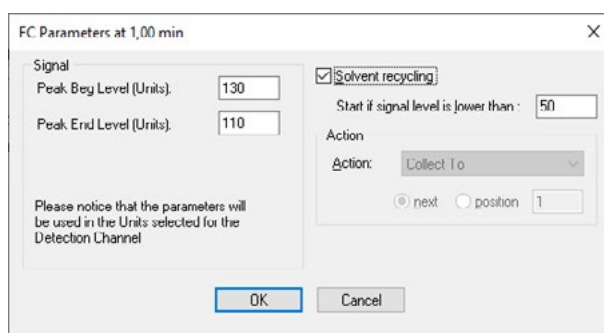 FC Parameters at 1,00 min
Signal
Peak Beg Level (Units): 130
Peak End Level (Units): 110
Please notice that the parameters will
be used in the Units selected for the
Detection Channel
Solvent recycling
Start if signal level is lower than : 50
Action
Action: Collect To
next position 1
OK Cancel